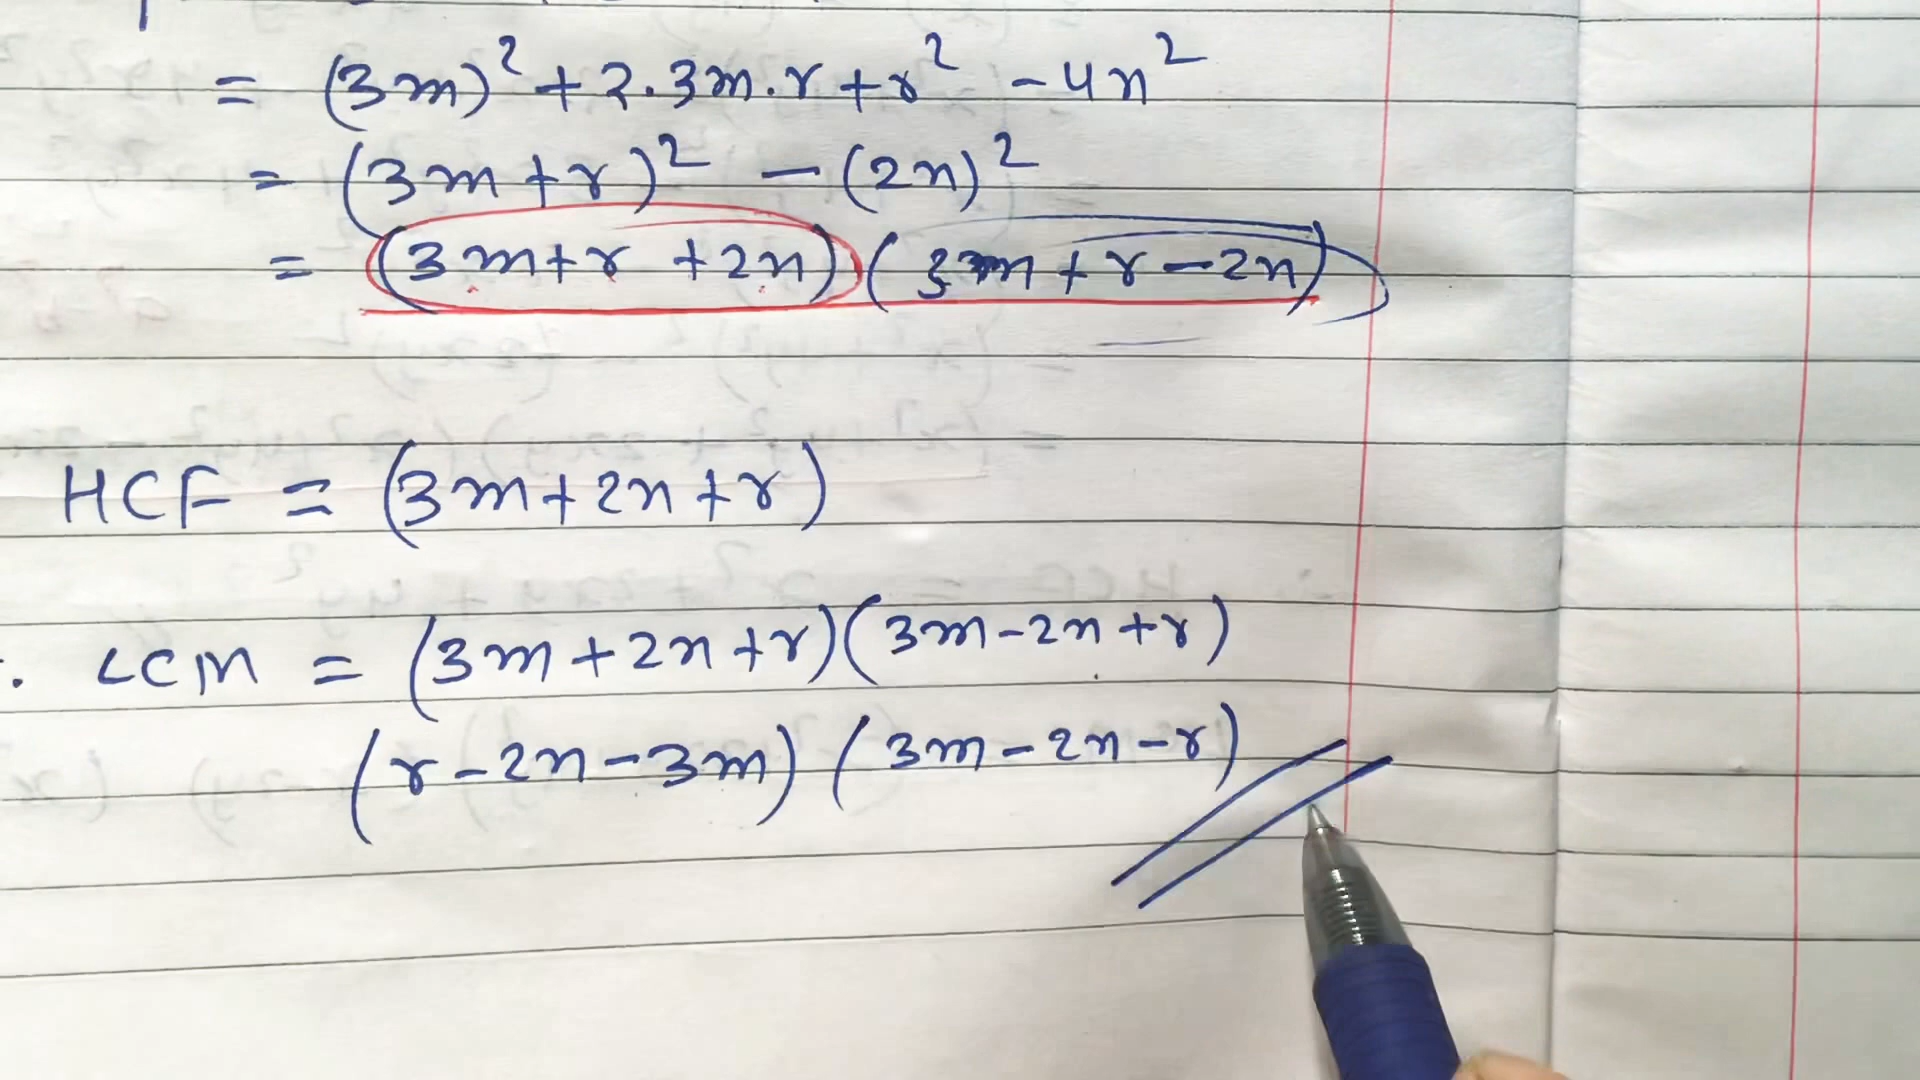 = (3m)² + 2.3m.r + r² - 4n²
= (3m + r)² - (2n)²
= (3m + r + 2n) (3m + r - 2n)
HCF = (3m + 2n + r)
. LCM = (3m + 2n + r) (3m - 2n + r)
(r - 2n - 3m) (3m - 2n - r)